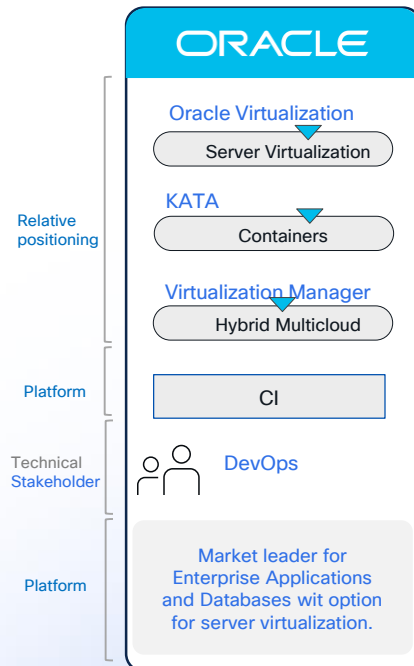 ORACLE
Oracle Virtualization
Server Virtualization
KATA
Containers
Virtualization Manager
Hybrid Multicloud
Relative
positioning
CI
Platform
DevOps
Technical
Stakeholder
Market leader for
Enterprise Applications
and Databases wit option
for server virtualization.
Platform